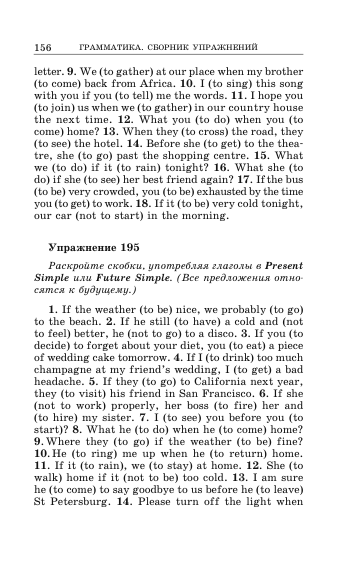 156 ГРАММАТИКА. СБОРНИК УПРАЖНЕНИЙ
letter. 9. We (to gather) at our place when my brother
(to come) back from Africa. 10. I (to sing) this song
with you if you (to tell) me the words. 11. I hope you
(to join) us when we (to gather) in our country house
the next time. 12. What you (to do) when you (to
come) home? 13. When they (to cross) the road, they
(to see) the hotel. 14. Before she (to get) to the thea-
tre, she (to go) past the shopping centre. 15. What
we (to do) if it (to rain) tonight? 16. What she (to
do) if she (to see) her best friend again? 17. If the bus
(to be) very crowded, you (to be) exhausted by the time
you (to get) to work. 18. If it (to be) very cold tonight,
our car (not to start) in the morning.
Упражнение 195
Раскройте скобки, употребляя глаголы в Present
Simple или Future Simple. (Все предложения отно-
сятся к будущему.)
1. If the weather (to be) nice, we probably (to go)
to the beach. 2. If he still (to have) a cold and (not
to feel) better, he (not to go) to a disco. 3. If you (to
decide) to forget about your diet, you (to eat) a piece
of wedding cake tomorrow. 4. If I (to drink) too much
champagne at my friend's wedding, I (to get) a bad
headache. 5. If they (to go) to California next year,
they (to visit) his friend in San Francisco. 6. If she
(not to work) properly, her boss (to fire) her and
(to hire) my sister. 7. I (to see) you before you (to
start)? 8. What he (to do) when he (to come) home?
9. Where they (to go) if the weather (to be) fine?
10. He (to ring) me up when he (to return) home.
11. If it (to rain), we (to stay) at home. 12. She (to
walk) home if it (not to be) too cold. 13. I am sure
he (to come) to say goodbye to us before he (to leave)
St Petersburg. 14. Please turn off the light when